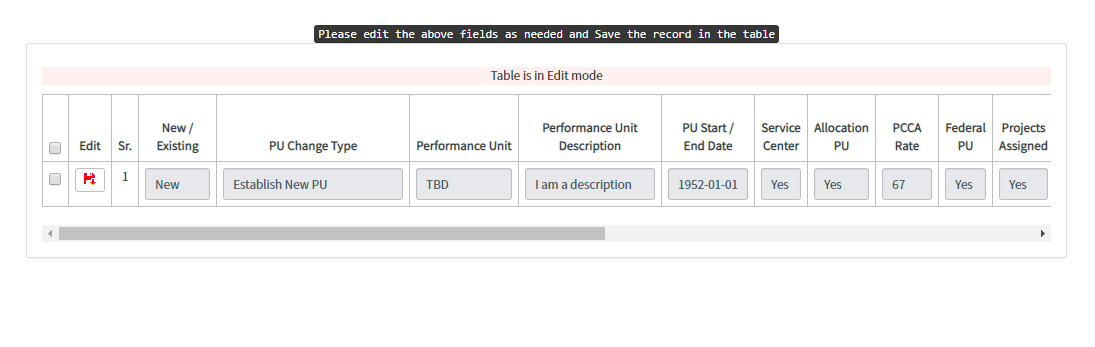 Please edit the above fields as needed and Save the record in the table
Table is in Edit mode
Edit Sr. New / Existing PU Change Type Performance Unit Performance Unit Description PU Start / End Date Service Center Allocation PU PCCA Rate Federal PU Projects Assigned
1 New Establish New PU TBD I am a description 1952-01-01 Yes Yes 67 Yes Yes